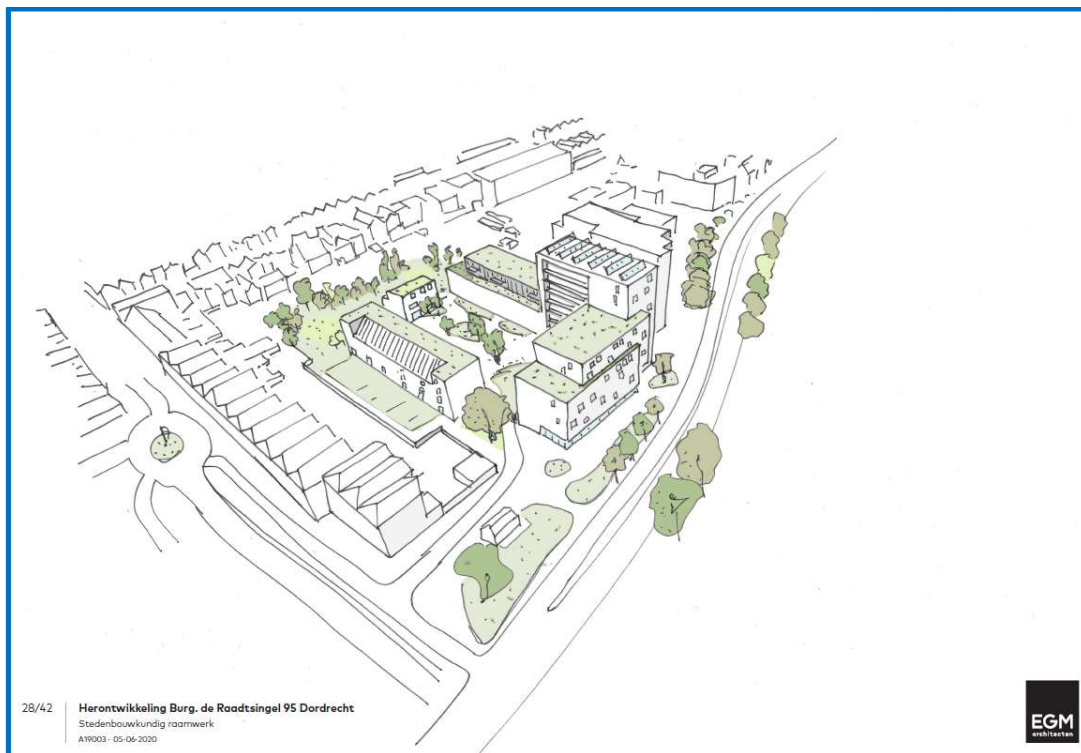 28/42
Herontwikkeling Burg. de Raadtsingel 95 Dordrecht
Stedenbouwkundig raamwerk
A19003 - 05-06-2020
EGM
architecten